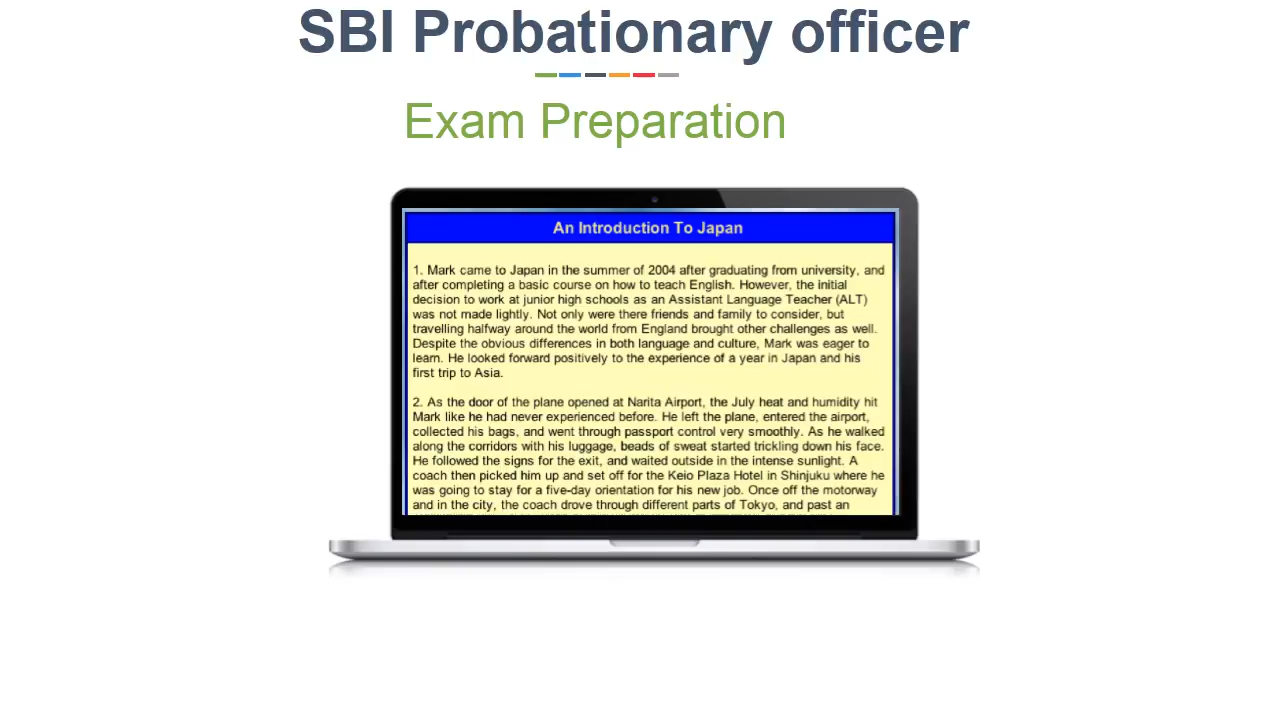 SBI Probationary officer
Exam Preparation
An Introduction To Japan
1. Mark came to Japan in the summer of 2004 after graduating from university, and
after completing a basic course on how to teach English. However, the initial
decision to work at junior high schools as an Assistant Language Teacher (ALT)
was not made lightly. Not only were there friends and family to consider, but
travelling halfway around the world from England brought other challenges as well.
Despite the obvious differences in both language and culture, Mark was eager to
learn. He looked forward positively to the experience of a year in Japan and his
first trip to Asia.
2. As the door of the plane opened at Narita Airport, the July heat and humidity hit
Mark like he had never experienced before. He left the plane, entered the airport,
collected his bags, and went through passport control very smoothly. As he walked
along the corridors with his luggage, beads of sweat started trickling down his face.
He followed the signs for the exit, and waited outside in the intense sunlight. A
coach then picked him up and set off for the Keio Plaza Hotel in Shinjuku where he
was going to stay for a five-day orientation for his new job. Once off the motorway
and in the city, the coach drove through different parts of Tokyo, and past an